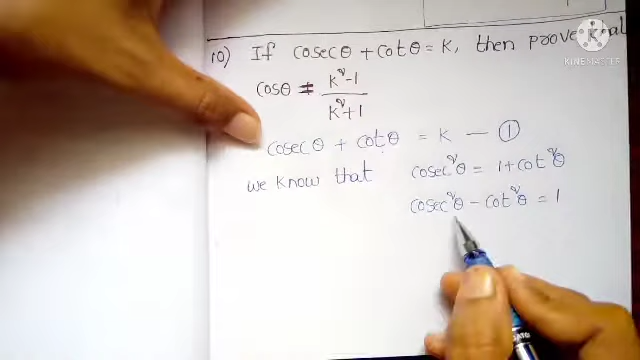 10) If cosecθ + cotθ = k, then prove that
cosθ = k²-1 / k²+1
cosecθ + cotθ = k — ①
we know that cosec²θ = 1 + cot²θ
cosec²θ - cot²θ = 1
KINEMASTER